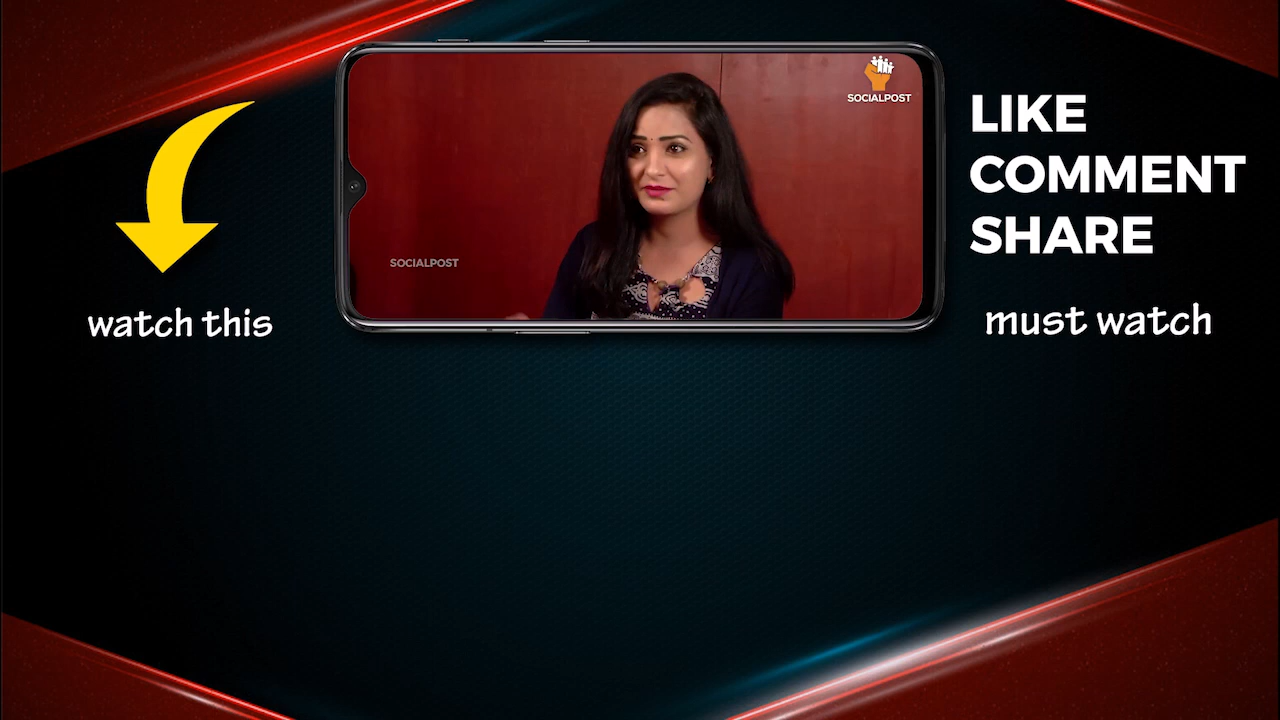 SOCIALPOST
LIKE
COMMENT
SHARE
SOCIALPOST
watch this
must watch